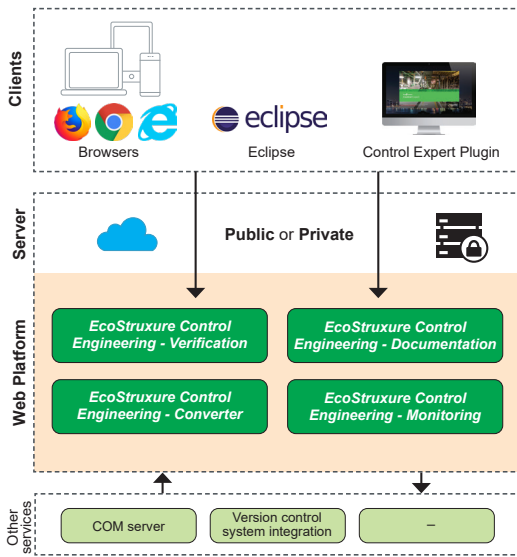 Clients
eclipse
Browsers
Eclipse
Control Expert Plugin
Server
Public or Private
Web Platform
EcoStruxure Control
Engineering - Verification
EcoStruxure Control
Engineering - Documentation
EcoStruxure Control
Engineering - Converter
EcoStruxure Control
Engineering - Monitoring
Other
services
COM server
Version control
system integration
–